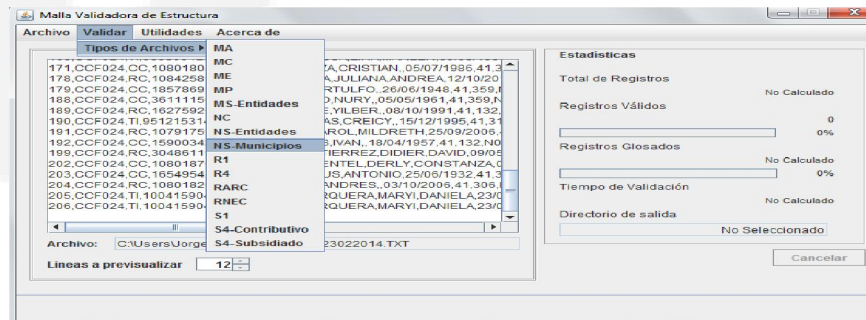 Malla Validadora de Estructura
Archivo Validar Utilidades Acerca de
Tipos de Archivos
MA
MC
ME
MP
MS-Entidades
NC
NS-Entidades
NS-Municipios
R1
R4
RARC
RNEC
S1
S4-Contributivo
S4-Subsidiado
171,CCF024,CC,1080180 ZA,CRISTIAN,,05/07/1986,41,3
178,CCF024,RC,1084258 A,JULIANA,ANDREA,12/10/20
179,CCF024,CC,1857869 RTULFO,,26/06/1948,41,359,
188,CCF024,CC,3611115 O,NURY,,05/05/1961,41,359,N
189,CCF024,RC,1627592 E,YILBER,,08/10/1991,41,132,
190,CCF024,TI,95121531 AS,CREICY,,15/12/1995,41,31
191,CCF024,RC,1079175 ROL,MILDRETH,25/09/2006,
192,CCF024,CC,1590034 S,IVAN,,18/04/1957,41,132,N0
199,CCF024,RC,3048611 IERREZ,DIDIER,DAVID,09/05
202,CCF024,CC,1080187 ENTEL,DERLY,CONSTANZA,0
203,CCF024,CC,1654954 US,ANTONIO,25/06/1932,41,3
204,CCF024,RC,1080182 ANDRES,,03/10/2006,41,306,
205,CCF024,TI,10041590 RQUERA,MARYI,DANIELA,23/0
206,CCF024,TI,10041590 RQUERA,MARYI,DANIELA,23/0
Archivo: C:\Users\Jorge 23022014.TXT
Lineas a previsualizar 12
Estadisticas
Total de Registros
No Calculado
Registros Válidos
0
0%
Registros Glosados
No Calculado
0%
Tiempo de Validación
No Calculado
Directorio de salida
No Seleccionado
Cancelar